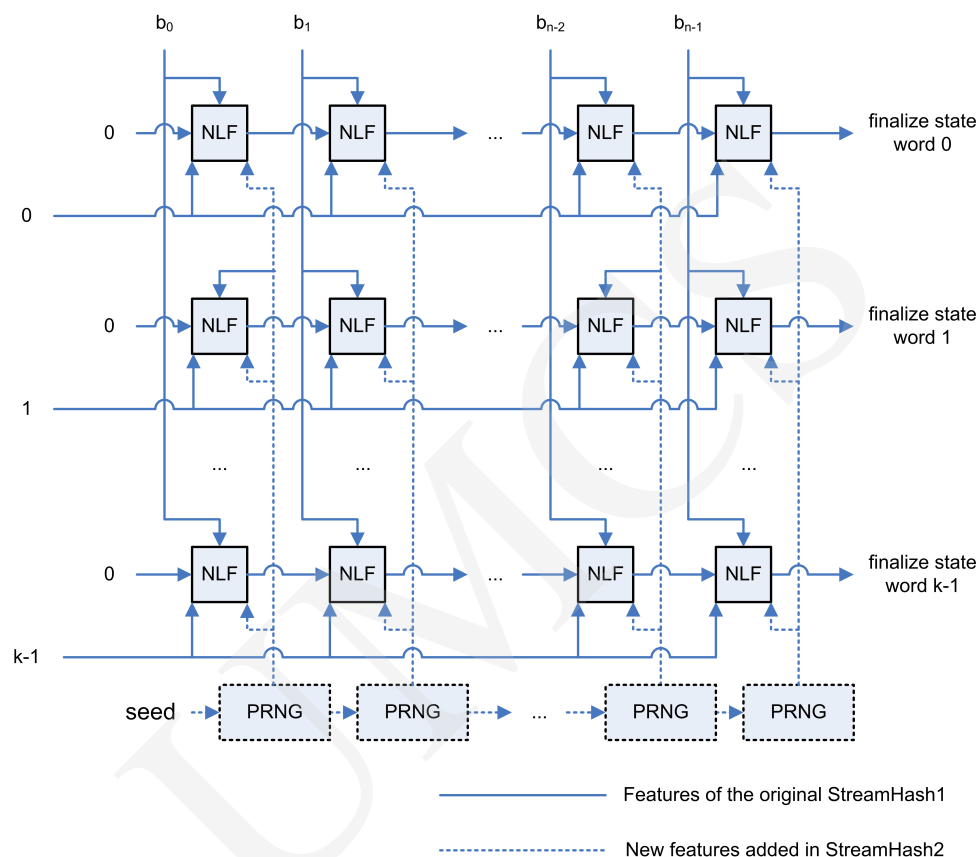 b0 b1 bn-2 bn-1
0 NLF NLF ... NLF NLF finalize state
word 0
0
0 NLF NLF ... NLF NLF finalize state
word 1
1
... ... ... ...
0 NLF NLF ... NLF NLF finalize state
word k-1
k-1
seed PRNG PRNG ... PRNG PRNG
Features of the original StreamHash1
New features added in StreamHash2
UMCS